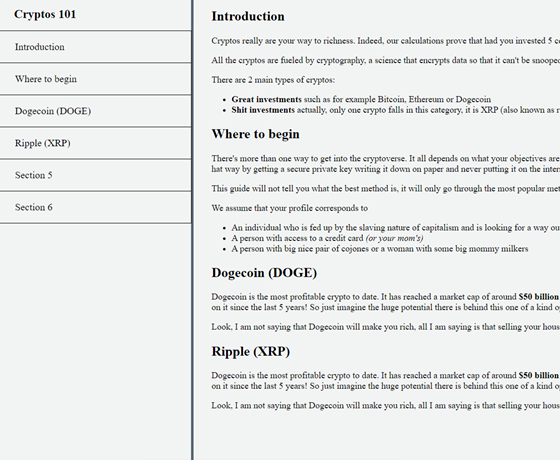 Cryptos 101
Introduction
Where to begin
Dogecoin (DOGE)
Ripple (XRP)
Section 5
Section 6
Introduction
Cryptos really are your way to richness. Indeed, our calculations prove that had you invested 5 c
All the cryptos are fueled by cryptography, a science that encrypts data so that it can't be snooped
There are 2 main types of cryptos:
Great investments such as for example Bitcoin, Ethereum or Dogecoin
Shit investments actually, only one crypto falls in this category, it is XRP (also known as r
Where to begin
There's more than one way to get into the cryptoverse. It all depends on what your objectives are
hat way by getting a secure private key writing it down on paper and never putting it on the inter
This guide will not tell you what the best method is, it will only go through the most popular met
We assume that your profile corresponds to
An individual who is fed up by the slaving nature of capitalism and is looking for a way ou
A person with access to a credit card (or your mom's)
A person with big nice pair of cojones or a woman with some big mommy milkers
Dogecoin (DOGE)
Dogecoin is the most profitable crypto to date. It has reached a market cap of around $50 billion
on it since the last 5 years! So just imagine the huge potential there is behind this one of a kind o
Look, I am not saying that Dogecoin will make you rich, all I am saying is that selling your hous
Ripple (XRP)
Dogecoin is the most profitable crypto to date. It has reached a market cap of around $50 billion
on it since the last 5 years! So just imagine the huge potential there is behind this one of a kind o
Look, I am not saying that Dogecoin will make you rich, all I am saying is that selling your hous